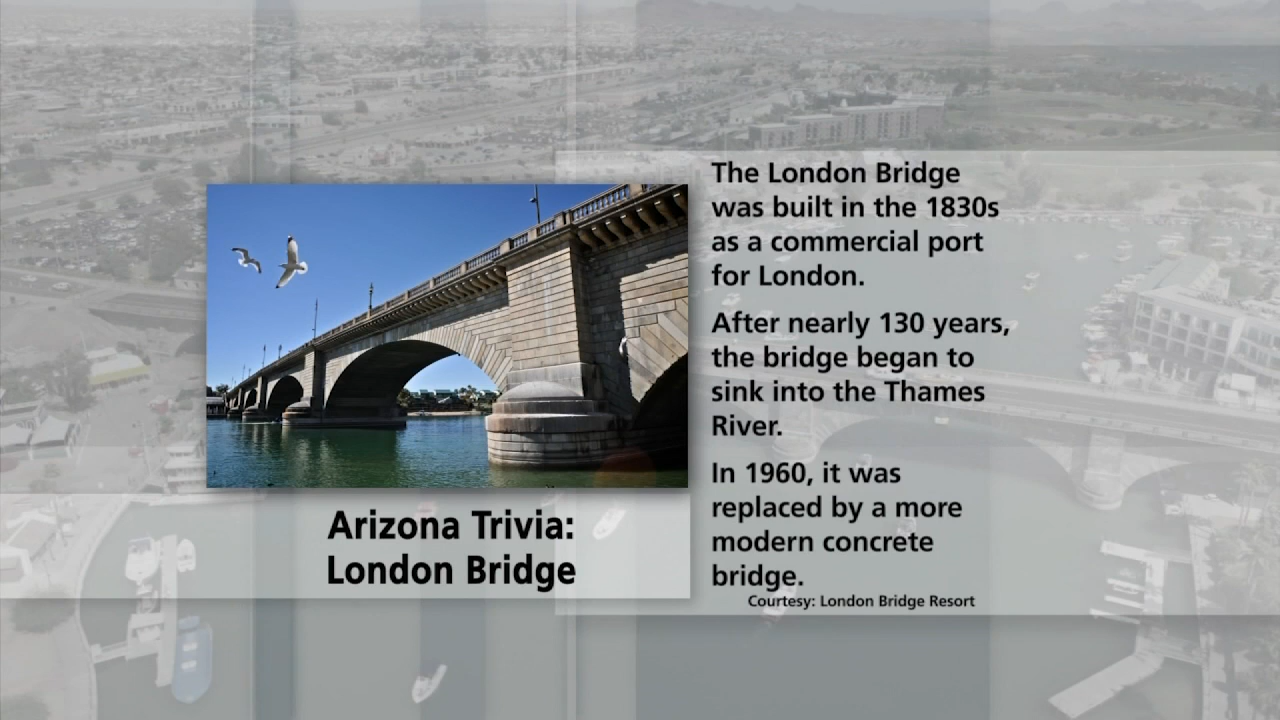 The London Bridge
was built in the 1830s
as a commercial port
for London.
After nearly 130 years,
the bridge began to
sink into the Thames
River.
In 1960, it was
replaced by a more
modern concrete
bridge.
Courtesy: London Bridge Resort
Arizona Trivia:
London Bridge